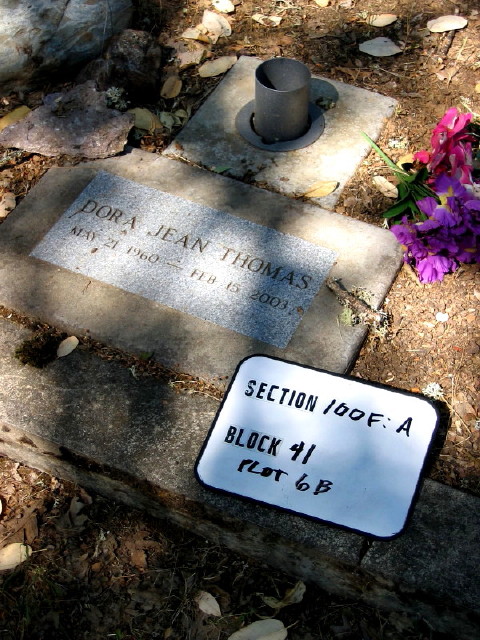 DORA JEAN THOMAS
MAY 21 1960 — FEB 15 2003
SECTION 100F: A
BLOCK 41
PLOT 6B